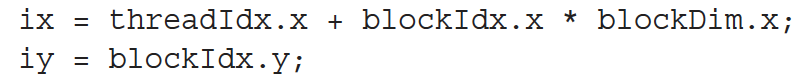 ix = threadIdx.x + blockIdx.x * blockDim.x;
iy = blockIdx.y;